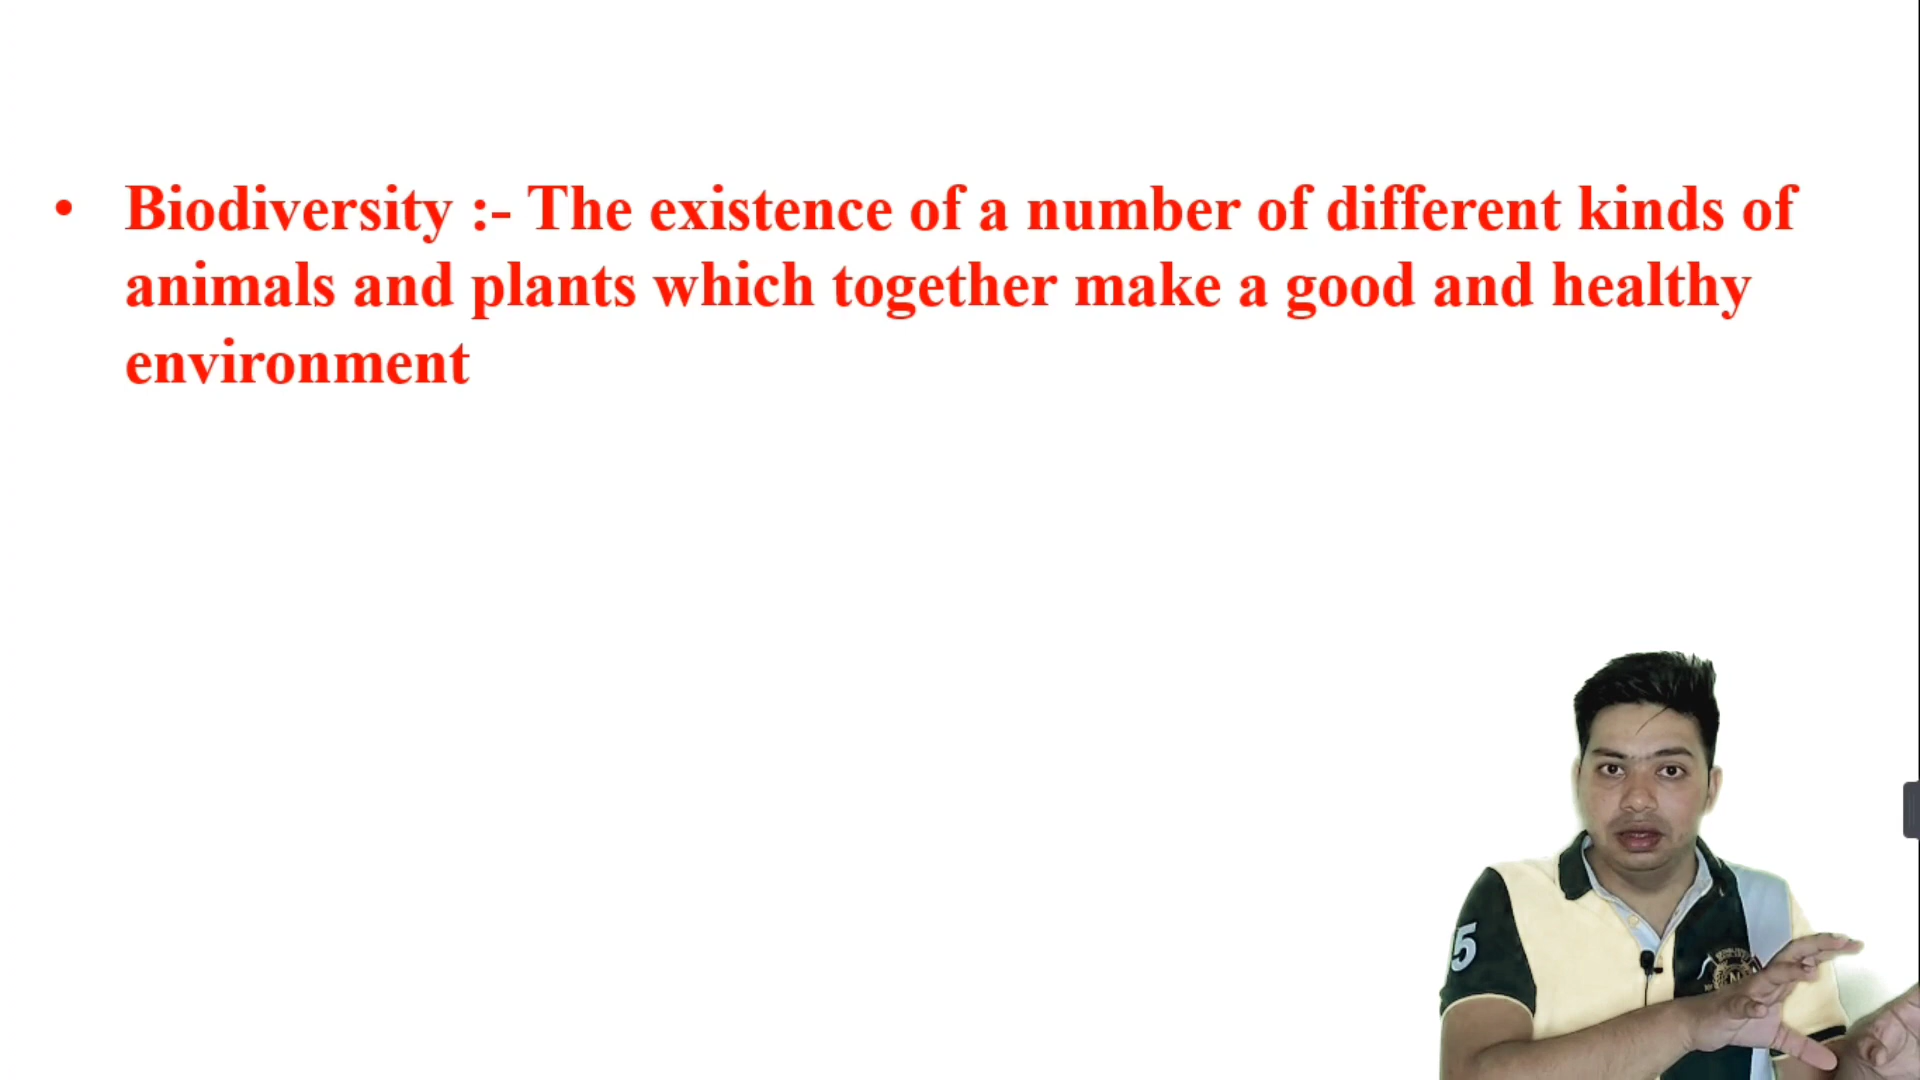 • Biodiversity :- The existence of a number of different kinds of
animals and plants which together make a good and healthy
environment
5